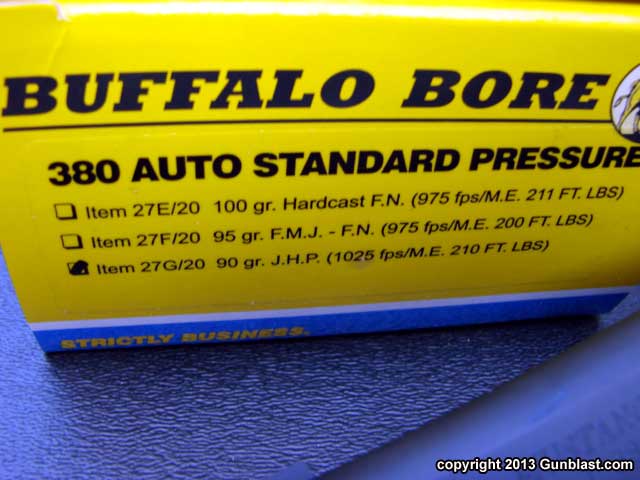 BUFFALO BORE
380 AUTO STANDARD PRESSURE
Item 27E/20 100 gr. Hardcast F.N. (975 fps/M.E. 211 FT. LBS)
Item 27F/20 95 gr. F.M.J. - F.N. (975 fps/M.E. 200 FT. LBS)
Item 27G/20 90 gr. J.H.P. (1025 fps/M.E. 210 FT. LBS)
STRICTLY BUSINESS.
copyright 2013 Gunblast.com